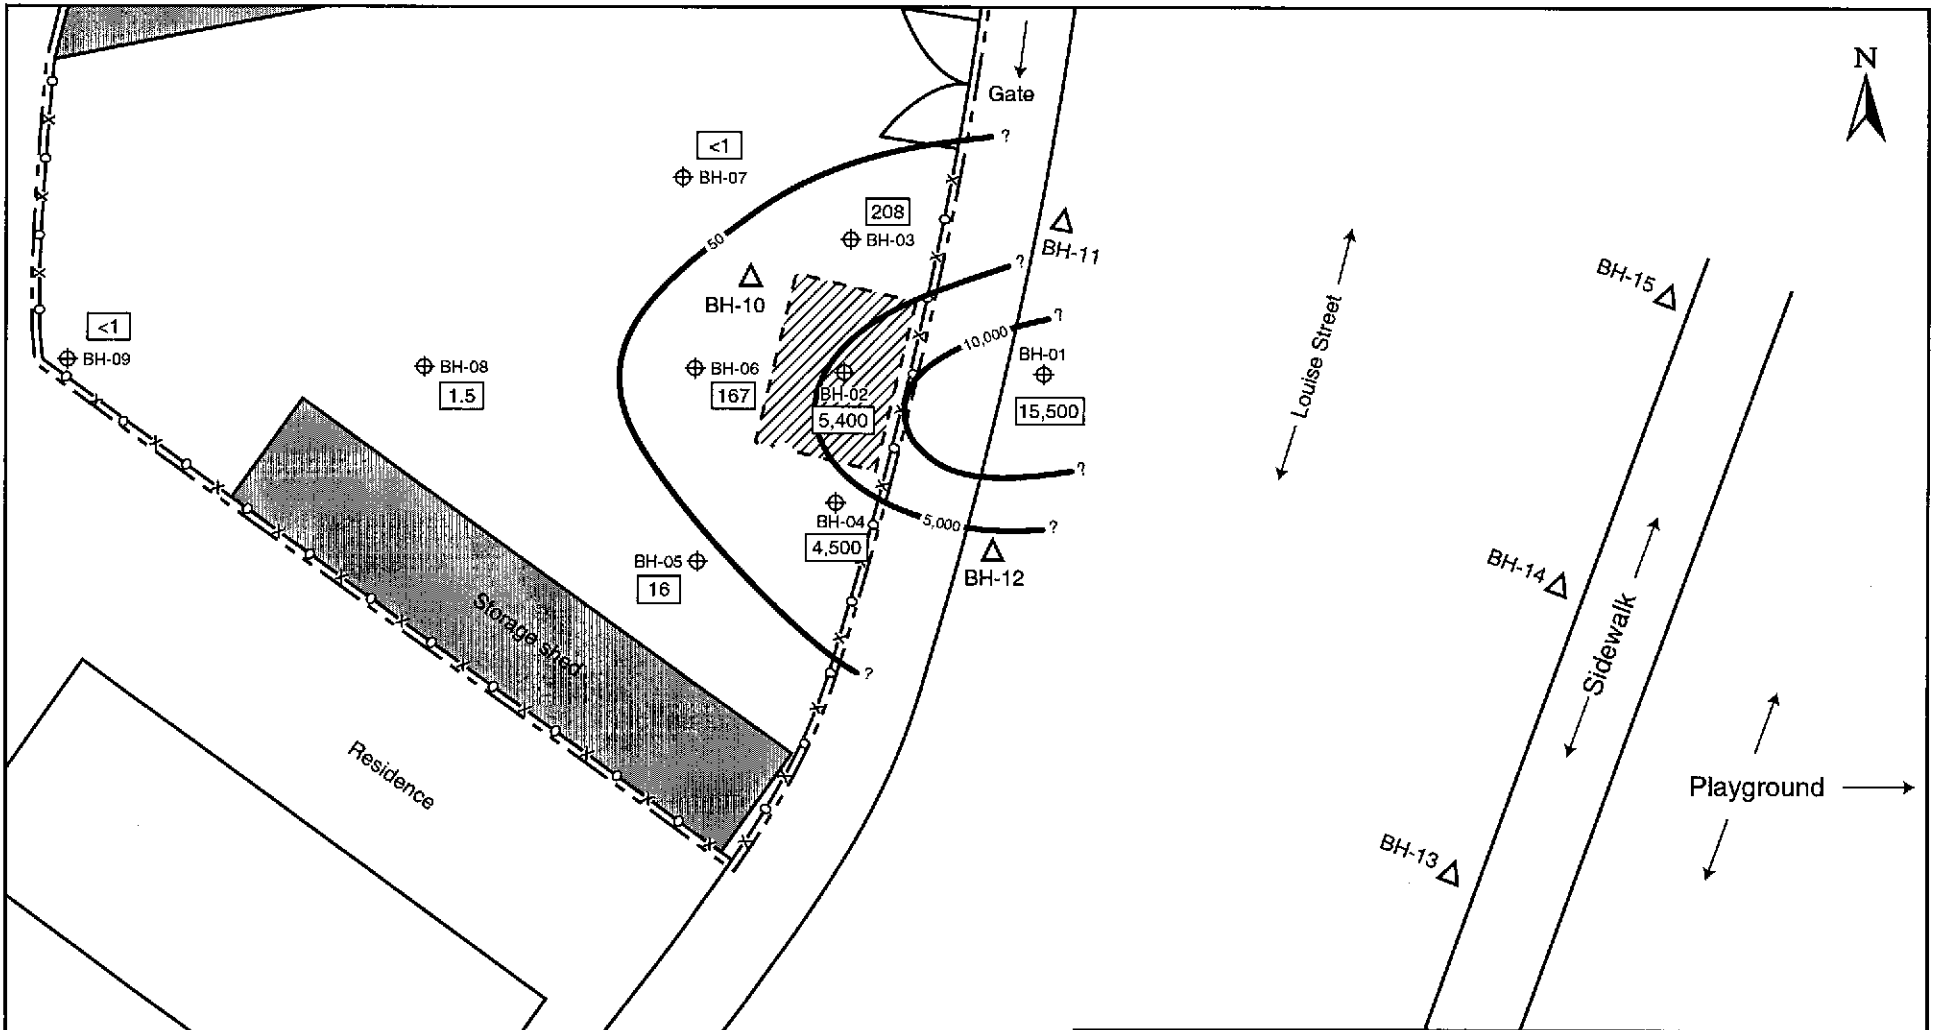 N
Gate
?
<1
BH-07
208
BH-03
50
BH-11
?
BH-10
BH-15
<1
BH-09
?
10,000
BH-01
Louise Street
BH-08
1.5
BH-06
167
BH-02
5,400
15,500
?
BH-04
4,500
5,000
?
BH-12
BH-05
16
BH-14
Storage shed
Sidewalk
?
Residence
Playground
BH-13